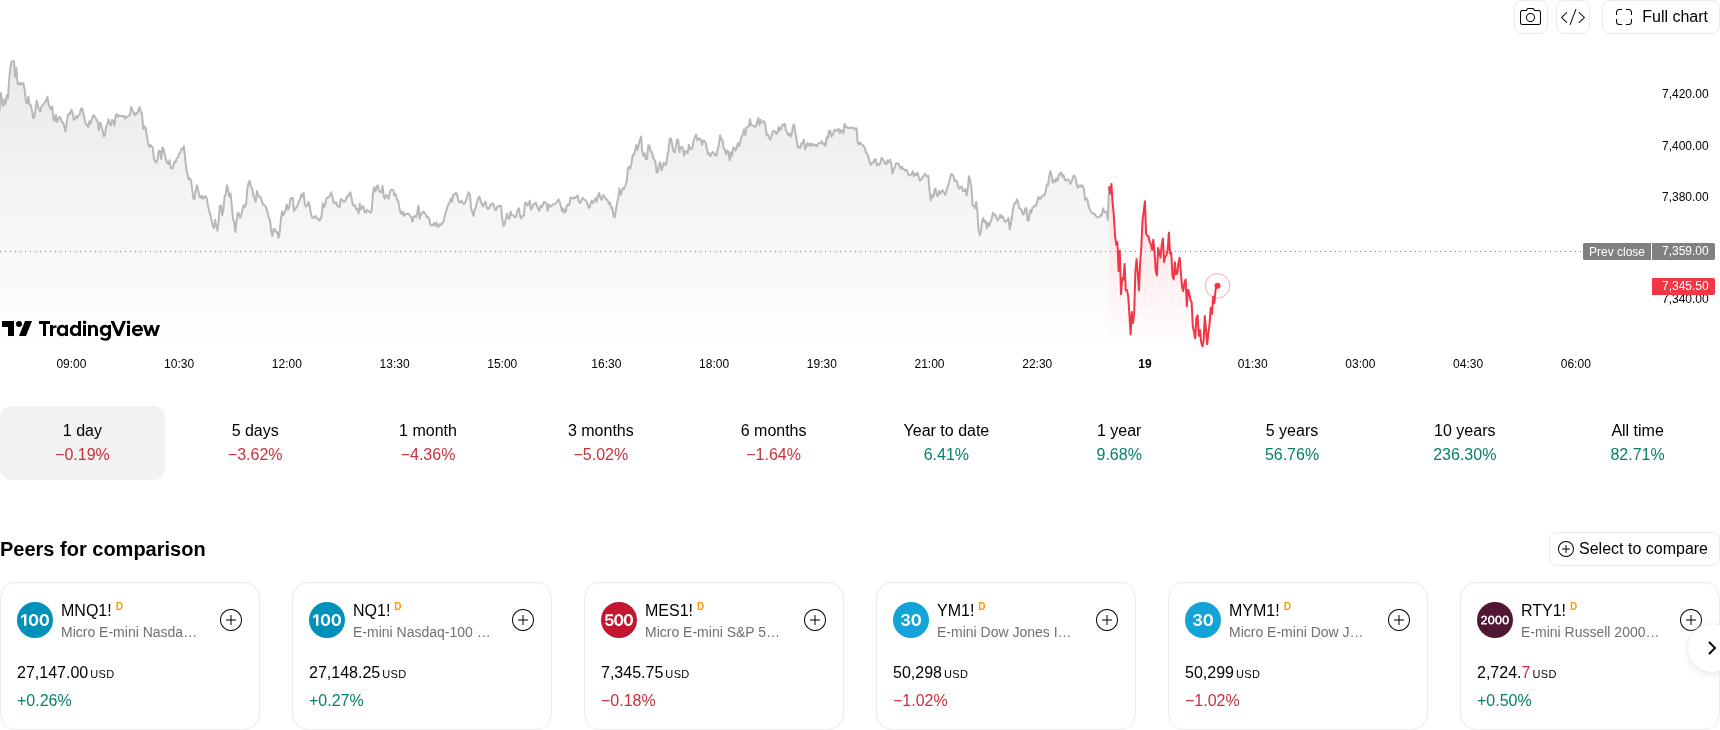 Full chart
7,420.00
7,400.00
7,380.00
Prev close 7,359.00
7,345.50
7,340.00
TradingView
09:00 10:30 12:00 13:30 15:00 16:30 18:00 19:30 21:00 22:30 19 01:30 03:00 04:30 06:00
1 day 5 days 1 month 3 months 6 months Year to date 1 year 5 years 10 years All time
−0.19% −3.62% −4.36% −5.02% −1.64% 6.41% 9.68% 56.76% 236.30% 82.71%
Peers for comparison
Select to compare
100 MNQ1! D
Micro E-mini Nasda…
27,147.00 USD
+0.26%
100 NQ1! D
E-mini Nasdaq-100 …
27,148.25 USD
+0.27%
500 MES1! D
Micro E-mini S&P 5…
7,345.75 USD
−0.18%
30 YM1! D
E-mini Dow Jones I…
50,298 USD
−1.02%
30 MYM1! D
Micro E-mini Dow J…
50,299 USD
−1.02%
2000 RTY1! D
E-mini Russell 2000…
2,724.7 USD
+0.50%